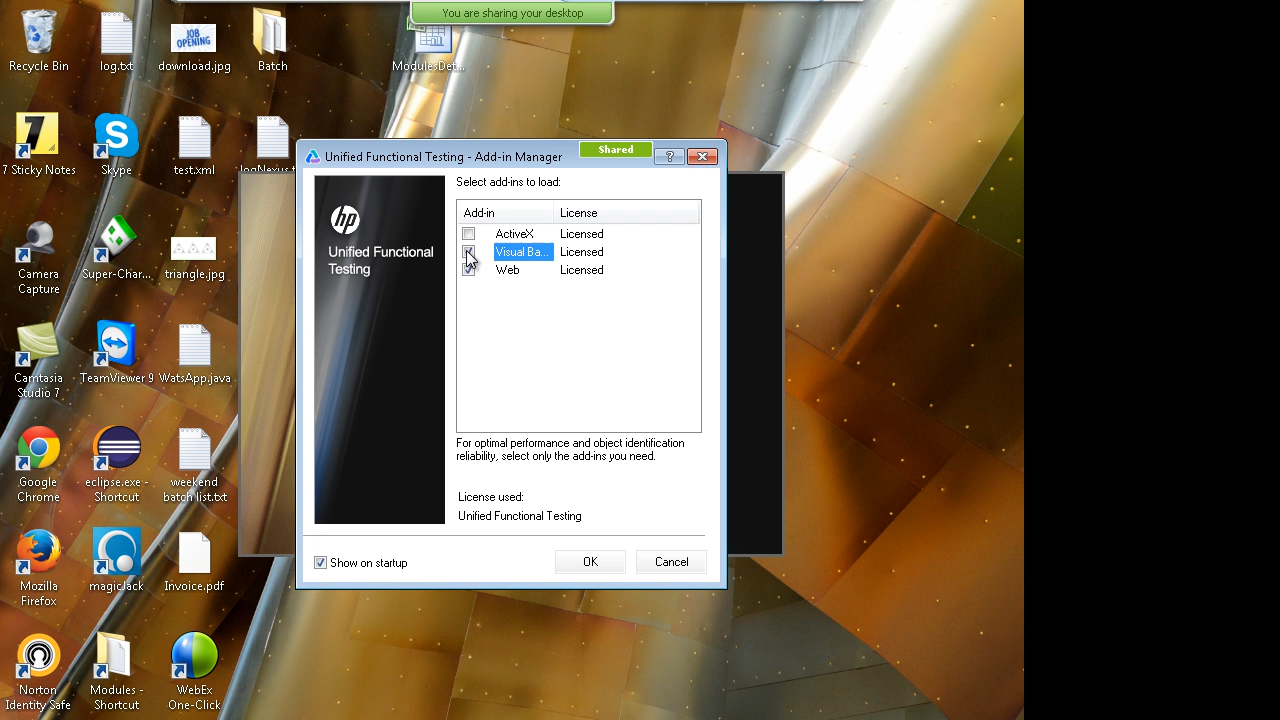 You are sharing your desktop
Recycle Bin
log.txt
JOB
OPENING
download.jpg
Batch
ModulesDet...
7
7 Sticky Notes
S
Skype
test.xml
Unified Functional Testing - Add-in Manager
Shared
?
Select add-ins to load:
Add-in
License
ActiveX
Licensed
Visual Ba...
Licensed
Web
Licensed
hp
Unified Functional
Testing
For optimal performance and object identification
reliability, select only the add-ins you need.
License used:
Unified Functional Testing
Show on startup
OK
Cancel
Camera
Capture
Super-Char...
triangle.jpg
Camtasia
Studio 7
TeamViewer 9
WatsApp.java
Google
Chrome
eclipse.exe -
Shortcut
weekend
batch list.txt
Mozilla
Firefox
magicJack
Invoice.pdf
Norton
Identity Safe
Modules -
Shortcut
WebEx
One-Click